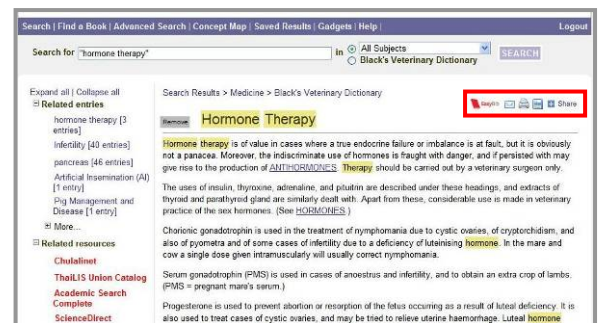 Search | Find a Book | Advanced Search | Concept Map | Saved Results | Gadgets | Help | Logout
Search for "hormone therapy" in All Subjects SEARCH
Black's Veterinary Dictionary
Expand all | Collapse all
Related entries
hormone therapy [3
entries]
Infertility [40 entries]
pancreas [46 entries]
Artificial Insemination (AI)
[1 entry]
Pig Management and
Disease [1 entry]
More...
Related resources
Chulalinet
ThaiLIS Union Catalog
Academic Search
Complete
ScienceDirect
Search Results > Medicine > Black's Veterinary Dictionary
Share
Remove Hormone Therapy
Hormone therapy is of value in cases where a true endocrine failure or imbalance is at fault, but it is obviously
not a panacea. Moreover, the indiscriminate use of hormones is fraught with danger, and if persisted with may
give rise to the production of ANTIHORMONES. Therapy should be carried out by a veterinary surgeon only.
The uses of insulin, thyroxine, adrenaline, and pituitrin are described under these headings, and extracts of
thyroid and parathyroid gland are similarly dealt with. Apart from these, considerable use is made in veterinary
practice of the sex hormones. (See HORMONES.)
Chorionic gonadotrophin is used in the treatment of nymphomania due to cystic ovaries, of cryptorchidism, and
also of pyometra and of some cases of infertility due to a deficiency of luteinising hormone. In the mare and
cow a single dose given intramuscularly will usually correct nymphomania.
Serum gonadotrophin (PMS) is used in cases of anoestrus and infertility, and to obtain an extra crop of lambs.
(PMS = pregnant mare's serum.)
Progesterone is used to prevent abortion or resorption of the fetus occurring as a result of luteal deficiency. It is
also used to treat cases of cystic ovaries, and may be tried to relieve uterine haemorrhage. Luteal hormone